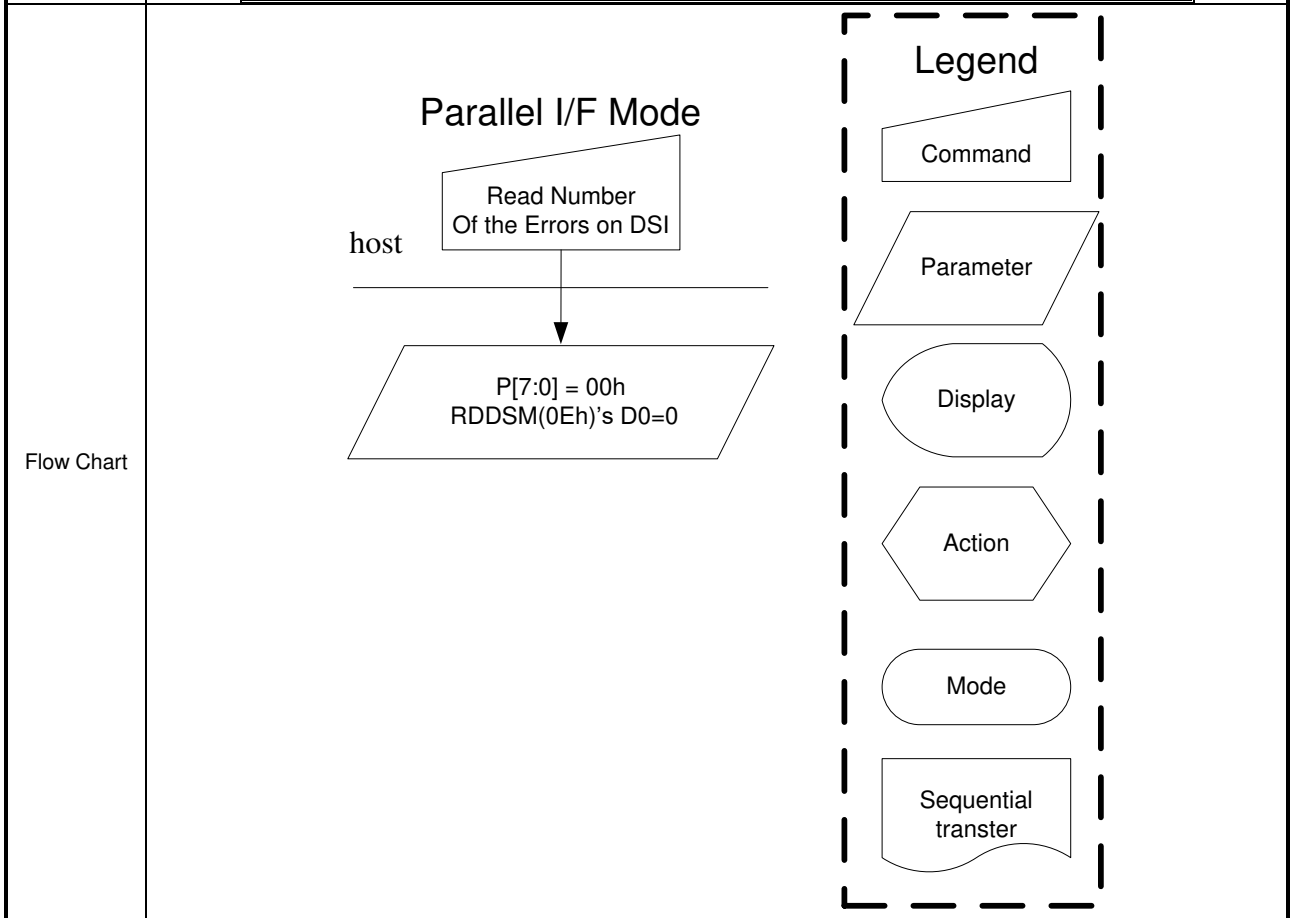 Flow Chart
Parallel I/F Mode
Read Number
Of the Errors on DSI
host
P[7:0] = 00h
RDDSM(0Eh)'s D0=0
Legend
Command
Parameter
Display
Action
Mode
Sequential
transter